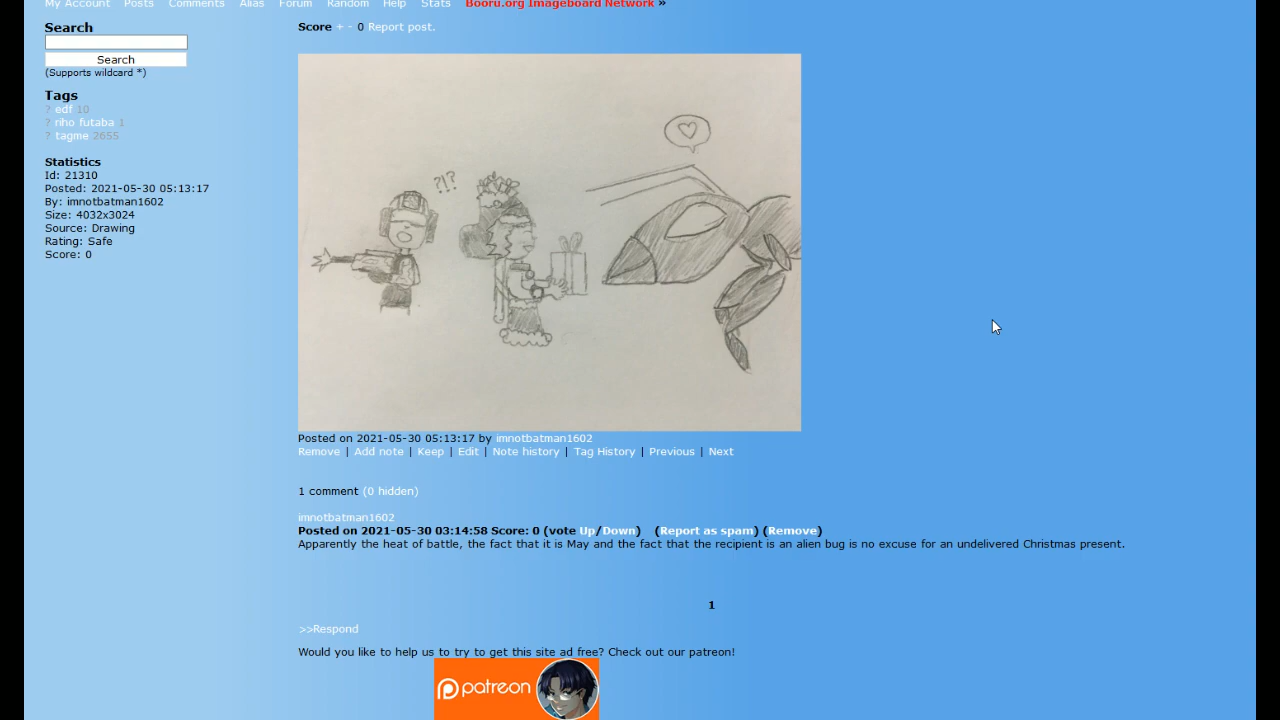 My Account Posts Comments Alias Forum Random Help Stats Booru.org Imageboard Network »
Search
Search
(Supports wildcard *)
Tags
? edf 10
? riho futaba 1
? tagme 2655
Statistics
Id: 21310
Posted: 2021-05-30 05:13:17
By: imnotbatman1602
Size: 4032x3024
Source: Drawing
Rating: Safe
Score: 0
Score + - 0 Report post.
?!?
Posted on 2021-05-30 05:13:17 by imnotbatman1602
Remove | Add note | Keep | Edit | Note history | Tag History | Previous | Next
1 comment (0 hidden)
imnotbatman1602
Posted on 2021-05-30 03:14:58 Score: 0 (vote Up/Down) (Report as spam) (Remove)
Apparently the heat of battle, the fact that it is May and the fact that the recipient is an alien bug is no excuse for an undelivered Christmas present.
1
>>Respond
Would you like to help us to try to get this site ad free? Check out our patreon!
patreon